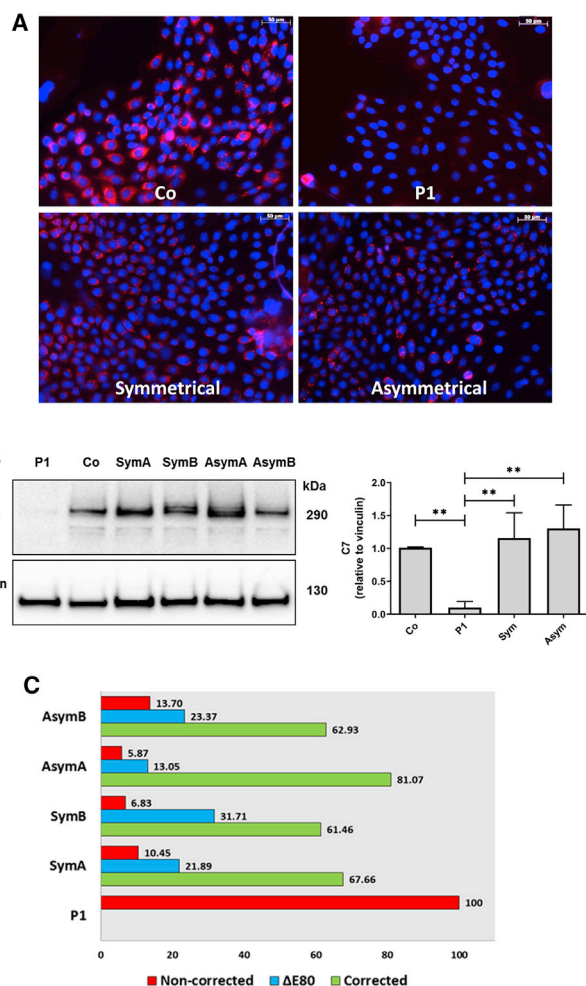 A
50 µm
50 µm
Co
P1
50 µm
50 µm
Symmetrical
Asymmetrical
P1 Co SymA SymB AsymA AsymB
kDa
290
130
n
C7
(relative to vinculin)
2.0
1.5
1.0
0.5
0.0
**
**
**
Co P1 Sym Asym
C
AsymB
13.70
23.37
62.93
AsymA
5.87
13.05
81.07
SymB
6.83
31.71
61.46
SymA
10.45
21.89
67.66
P1
100
0 20 40 60 80 100
Non-corrected ΔE80 Corrected